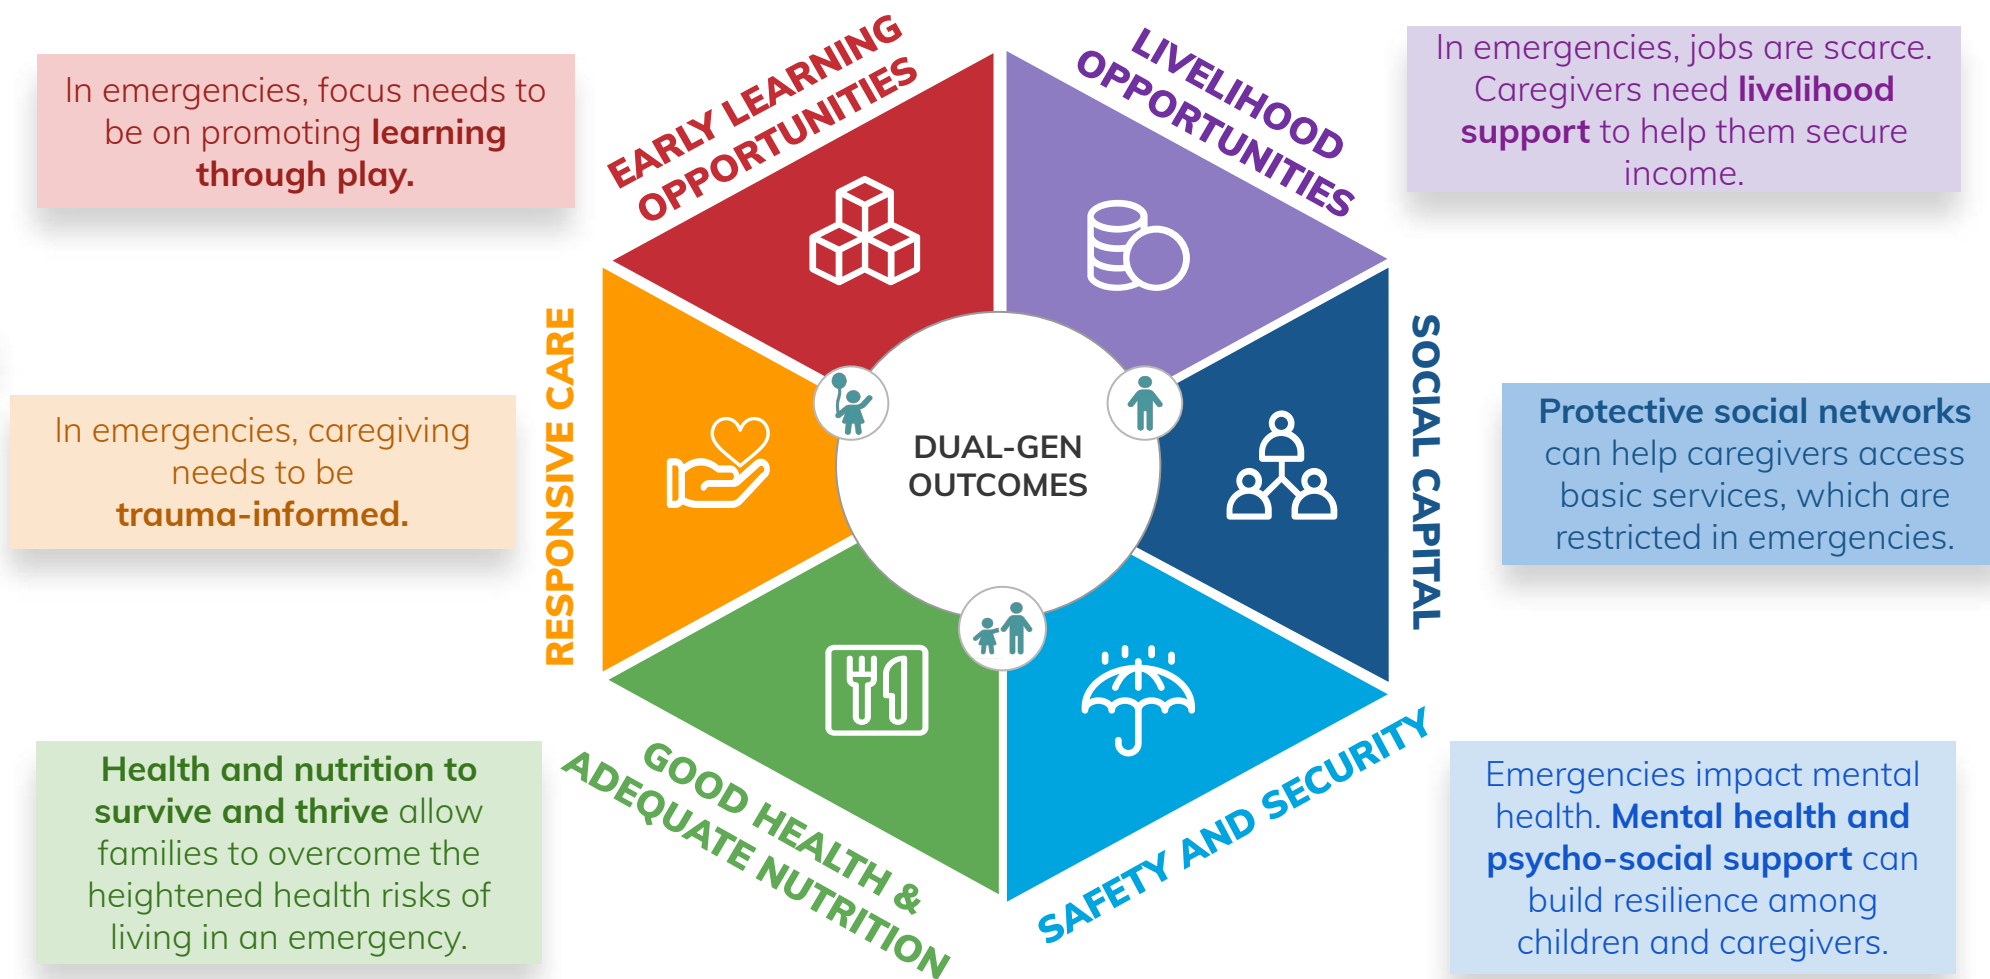 EARLY LEARNING
OPPORTUNITIES
LIVELIHOOD
OPPORTUNITIES
In emergencies, focus needs to
be on promoting learning
through play.
In emergencies, jobs are scarce.
Caregivers need livelihood
support to help them secure
income.
RESPONSIVE CARE
SOCIAL CAPITAL
In emergencies, caregiving
needs to be
trauma-informed.
DUAL-GEN
OUTCOMES
Protective social networks
can help caregivers access
basic services, which are
restricted in emergencies.
Health and nutrition to
survive and thrive allow
families to overcome the
heightened health risks of
living in an emergency.
GOOD HEALTH &
ADEQUATE NUTRITION
SAFETY AND SECURITY
Emergencies impact mental
health. Mental health and
psycho-social support can
build resilience among
children and caregivers.